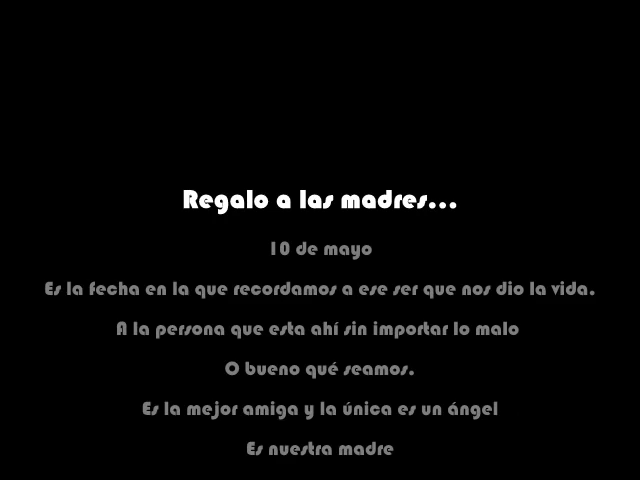 Regalo a las madres...
10 de mayo
Es la fecha en la que recordamos a ese ser que nos dio la vida.
A la persona que esta ahí sin importar lo malo
O bueno qué seamos.
Es la mejor amiga y la única es un ángel
Es nuestra madre